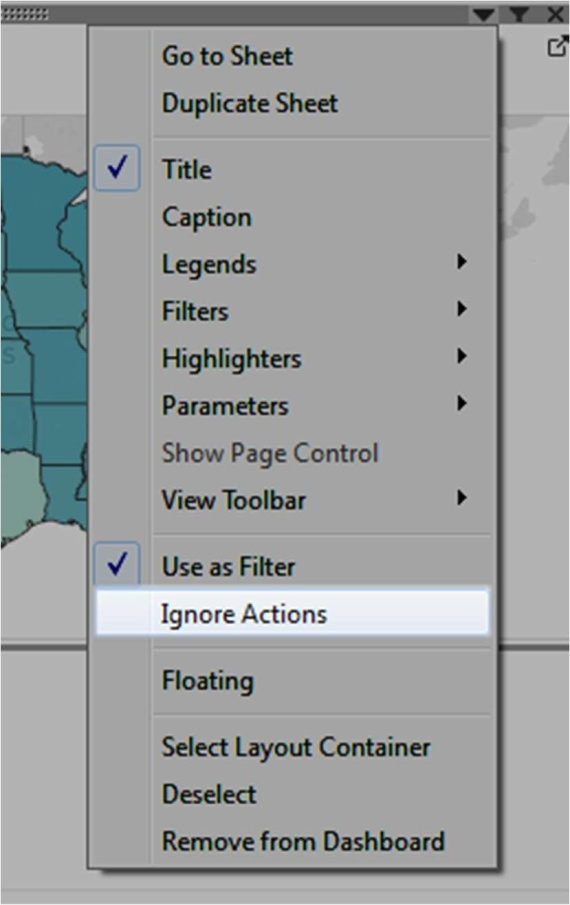 Go to Sheet
Duplicate Sheet
Title
Caption
Legends
Filters
Highlighters
Parameters
Show Page Control
View Toolbar
Use as Filter
Ignore Actions
Floating
Select Layout Container
Deselect
Remove from Dashboard